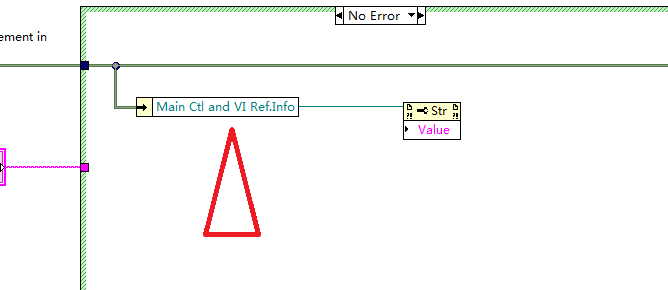 No Error
ement in
Main Ctl and VI Ref.Info
Str
Value